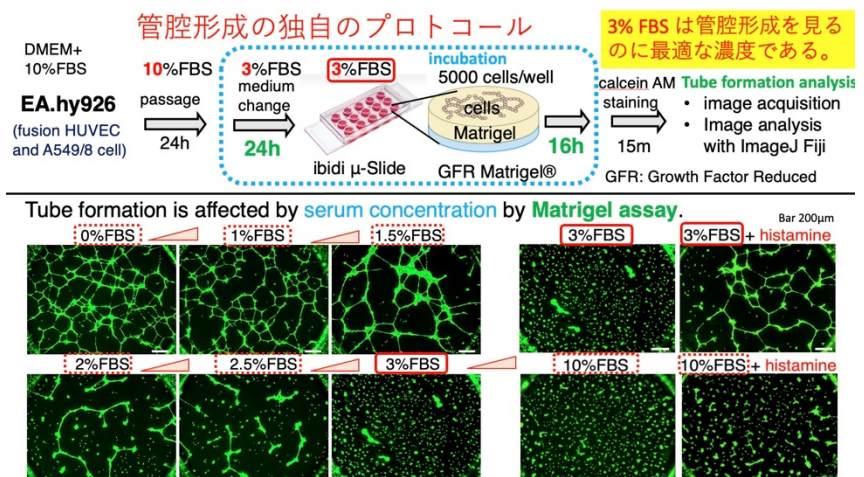 管腔形成の独自のプロトコール
3% FBS は管腔形成を見る
のに最適な濃度である。
DMEM+
10%FBS
EA.hy926
(fusion HUVEC
and A549/8 cell)
10%FBS
passage
24h
3%FBS
medium
change
24h
3%FBS
ibidi µ-Slide
incubation
5000 cells/well
cells
Matrigel
GFR Matrigel®
16h
calcein AM
staining
15m
Tube formation analysis
• image acquisition
• Image analysis
with ImageJ Fiji
GFR: Growth Factor Reduced
Tube formation is affected by serum concentration by Matrigel assay.
Bar 200µm
0%FBS
1%FBS
1.5%FBS
3%FBS
3%FBS + histamine
2%FBS
2.5%FBS
3%FBS
10%FBS
10%FBS + histamine